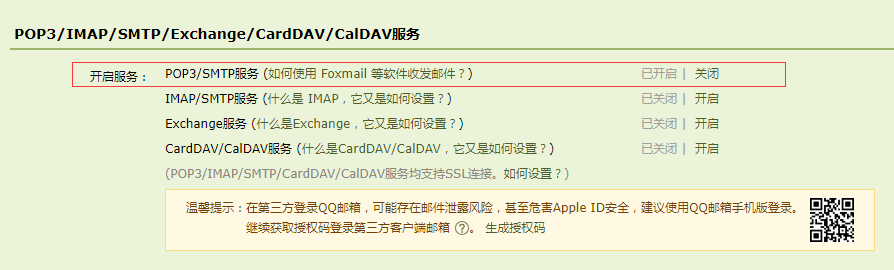 POP3/IMAP/SMTP/Exchange/CardDAV/CalDAV服务
开启服务： POP3/SMTP服务 (如何使用 Foxmail 等软件收发邮件？) 已开启 | 关闭
IMAP/SMTP服务 (什么是 IMAP，它又是如何设置？) 已关闭 | 开启
Exchange服务 (什么是Exchange，它又是如何设置？) 已关闭 | 开启
CardDAV/CalDAV服务 (什么是CardDAV/CalDAV，它又是如何设置？) 已关闭 | 开启
(POP3/IMAP/SMTP/CardDAV/CalDAV服务均支持SSL连接。如何设置？)
温馨提示：在第三方登录QQ邮箱，可能存在邮件泄露风险，甚至危害Apple ID安全，建议使用QQ邮箱手机版登录。
继续获取授权码登录第三方客户端邮箱 ?。 生成授权码